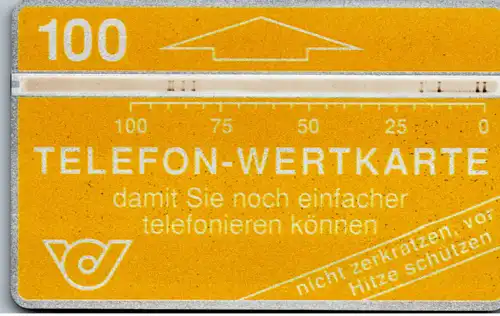 100
100 75 50 25 0
TELEFON-WERTKARTE
damit Sie noch einfacher
telefonieren können
nicht zerkratzen, vor
Hitze schützen